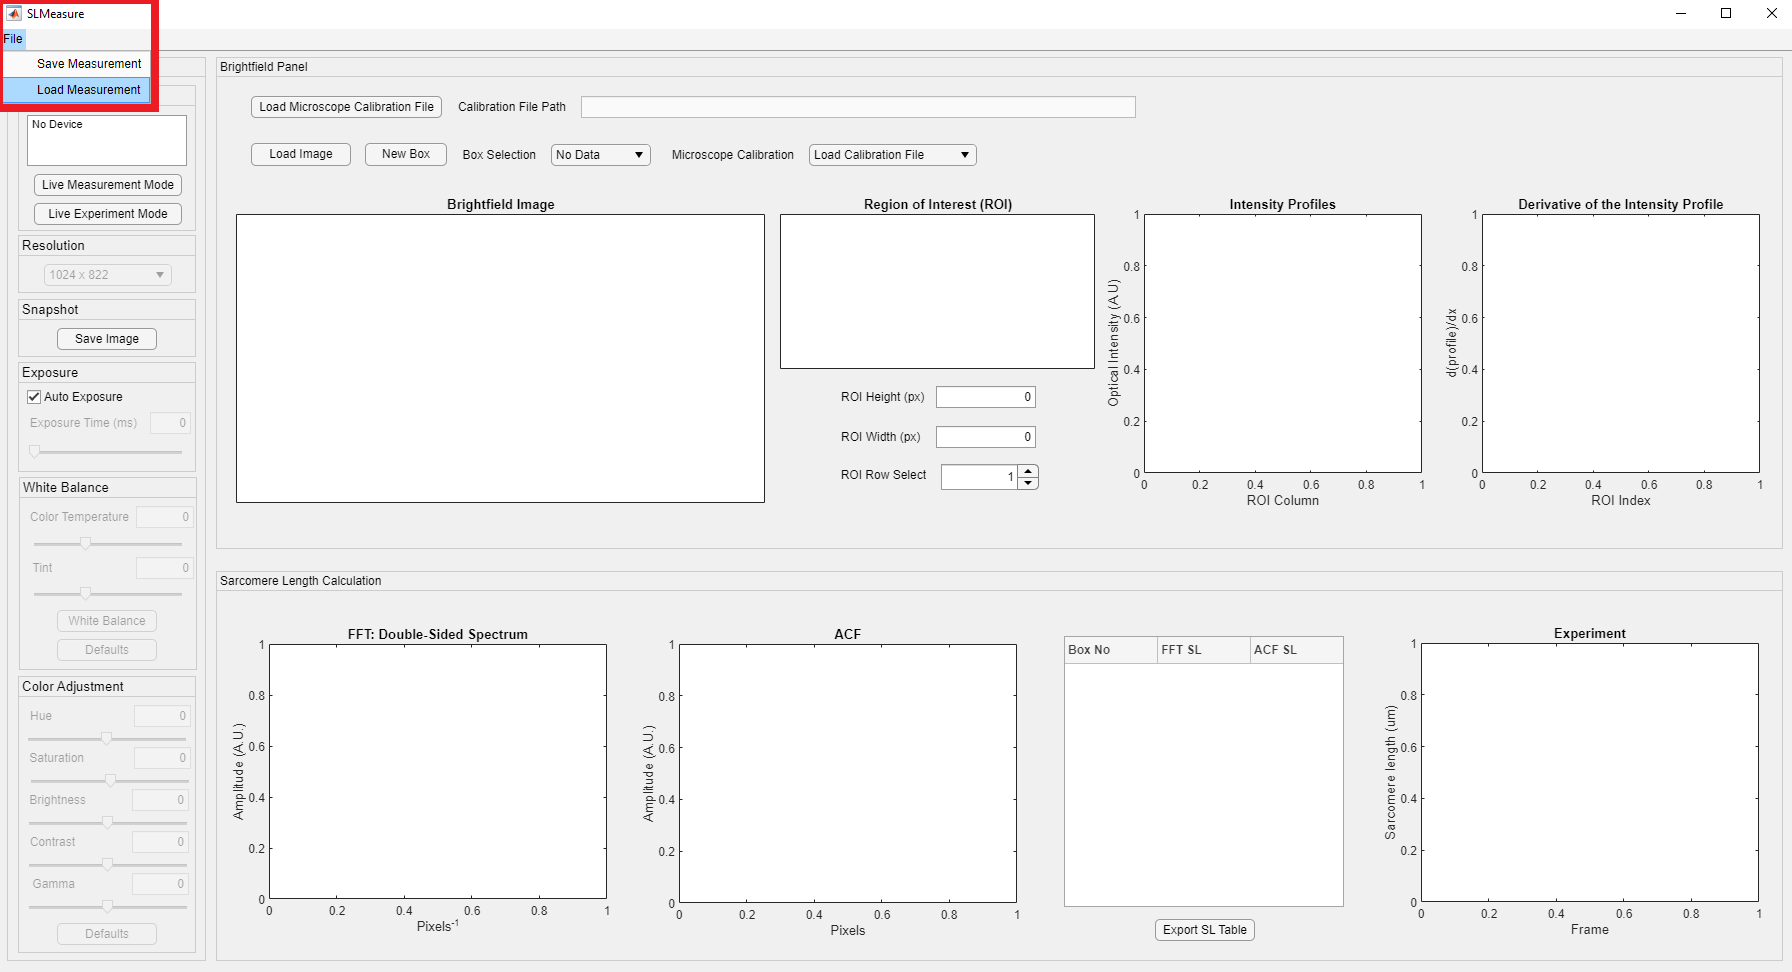 SLMeasure
File
Save Measurement
Load Measurement
No Device
Live Measurement Mode
Live Experiment Mode
Resolution
1024 x 822
Snapshot
Save Image
Exposure
Auto Exposure
Exposure Time (ms) 0
White Balance
Color Temperature 0
Tint 0
White Balance
Defaults
Color Adjustment
Hue 0
Saturation 0
Brightness 0
Contrast 0
Gamma 0
Defaults
Brightfield Panel
Load Microscope Calibration File Calibration File Path
Load Image New Box Box Selection No Data Microscope Calibration Load Calibration File
Brightfield Image
Region of Interest (ROI)
ROI Height (px) 0
ROI Width (px) 0
ROI Row Select 1
Intensity Profiles
Optical Intensity (A.U)
1
0.8
0.6
0.4
0.2
0
0 0.2 0.4 0.6 0.8 1
ROI Column
Derivative of the Intensity Profile
d(profile)/dx
1
0.8
0.6
0.4
0.2
0
0 0.2 0.4 0.6 0.8 1
ROI Index
Sarcomere Length Calculation
FFT: Double-Sided Spectrum
Amplitude (A.U.)
1
0.8
0.6
0.4
0.2
0
0 0.2 0.4 0.6 0.8 1
Pixels⁻¹
ACF
Amplitude (A.U.)
1
0.8
0.6
0.4
0.2
0
0 0.2 0.4 0.6 0.8 1
Pixels
Box No FFT SL ACF SL
Export SL Table
Experiment
Sarcomere length (um)
1
0.8
0.6
0.4
0.2
0
0 0.2 0.4 0.6 0.8 1
Frame